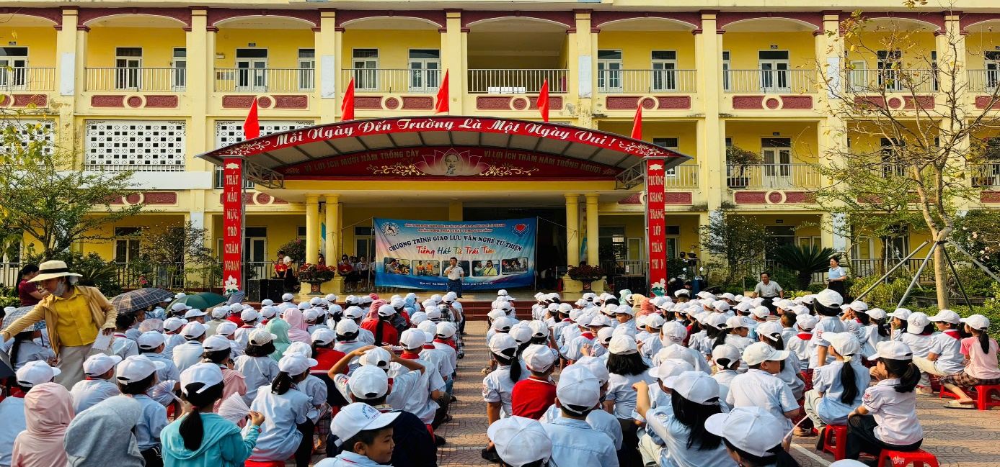 Mỗi Ngày Đến Trường Là Một Ngày Vui !
VÌ LỢI ÍCH MƯỜI NĂM TRỒNG CÂY
VÌ LỢI ÍCH TRĂM NĂM TRỒNG NGƯỜI
THẦY
MẪU
MỰC,
TRÒ
CHĂM
NGOAN
TRƯỜNG
KHANG
TRANG,
LỚP
THÂN
THI N
CHƯƠNG TRÌNH GIAO LƯU VĂN NGHỆ TỪ THIỆN
Tiếng Hát Từ Trái Tim